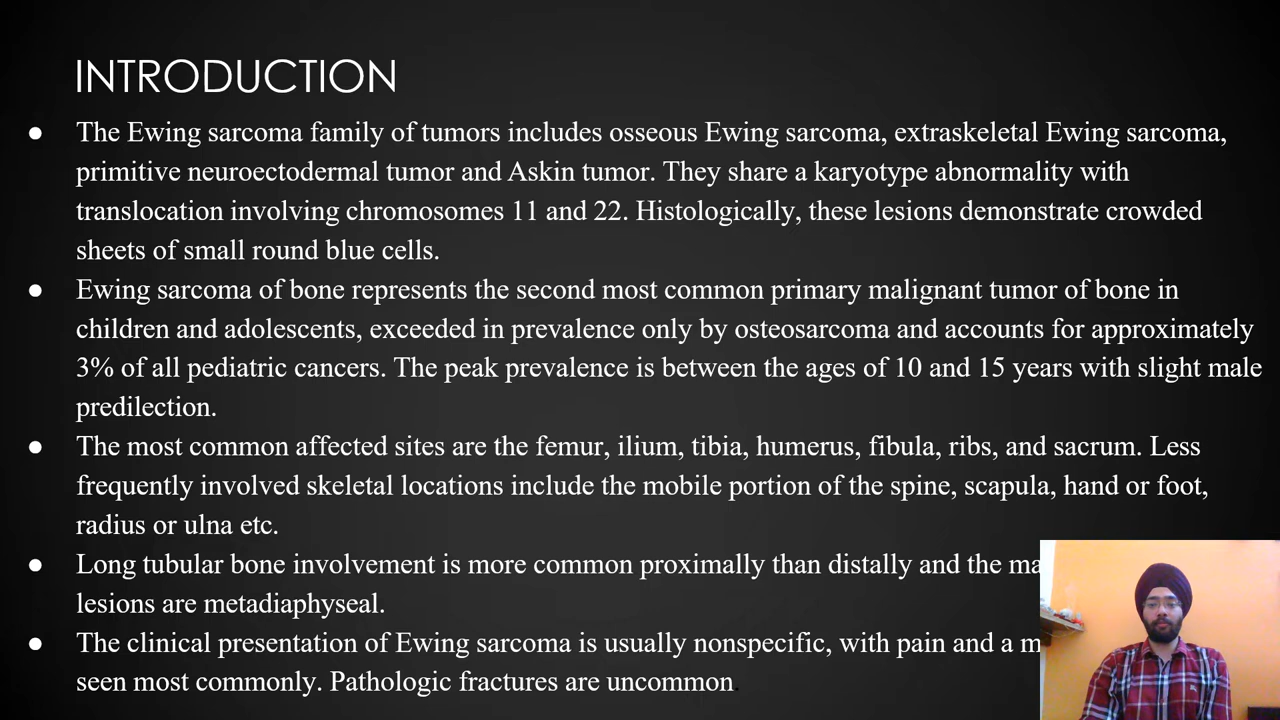 INTRODUCTION
● The Ewing sarcoma family of tumors includes osseous Ewing sarcoma, extraskeletal Ewing sarcoma,
primitive neuroectodermal tumor and Askin tumor. They share a karyotype abnormality with
translocation involving chromosomes 11 and 22. Histologically, these lesions demonstrate crowded
sheets of small round blue cells.
● Ewing sarcoma of bone represents the second most common primary malignant tumor of bone in
children and adolescents, exceeded in prevalence only by osteosarcoma and accounts for approximately
3% of all pediatric cancers. The peak prevalence is between the ages of 10 and 15 years with slight male
predilection.
● The most common affected sites are the femur, ilium, tibia, humerus, fibula, ribs, and sacrum. Less
frequently involved skeletal locations include the mobile portion of the spine, scapula, hand or foot,
radius or ulna etc.
● Long tubular bone involvement is more common proximally than distally and the
lesions are metadiaphyseal.
● The clinical presentation of Ewing sarcoma is usually nonspecific, with pain and a
seen most commonly. Pathologic fractures are uncommon.